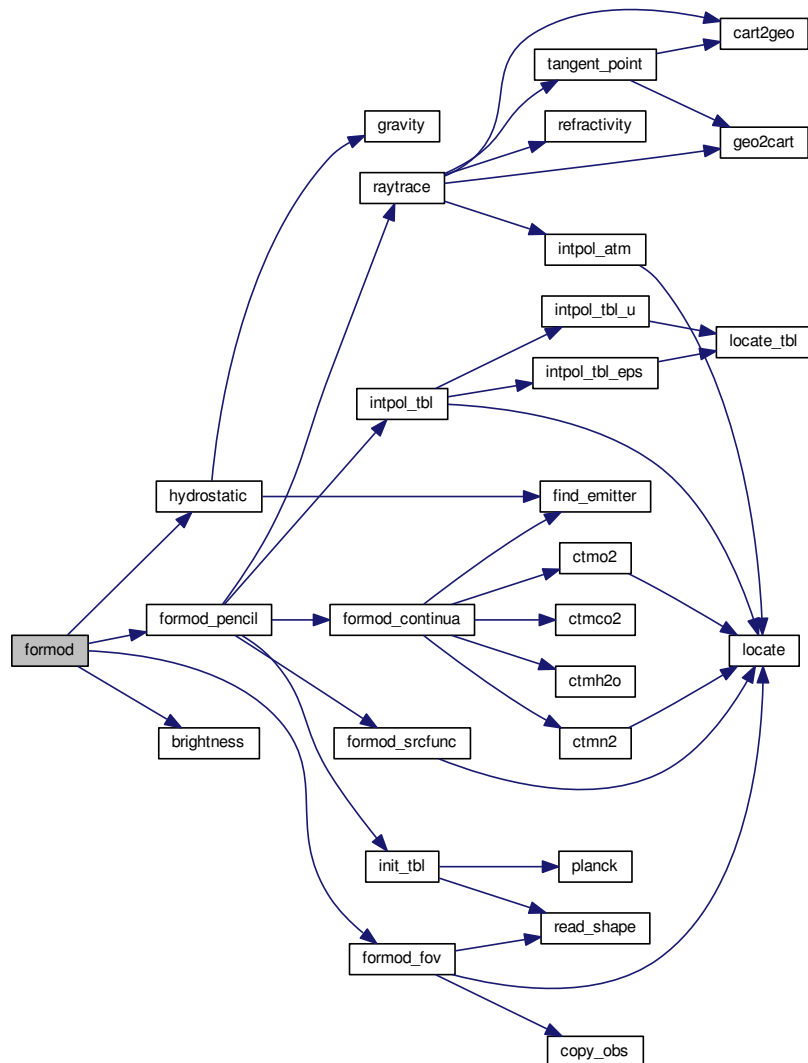 cart2geo
tangent_point
gravity
refractivity
geo2cart
raytrace
intpol_atm
intpol_tbl_u
locate_tbl
intpol_tbl_eps
intpol_tbl
hydrostatic
find_emitter
ctmo2
formod_pencil
formod_continua
ctmco2
formod
locate
ctmh2o
brightness
formod_srcfunc
ctmn2
init_tbl
planck
read_shape
formod_fov
copy_obs